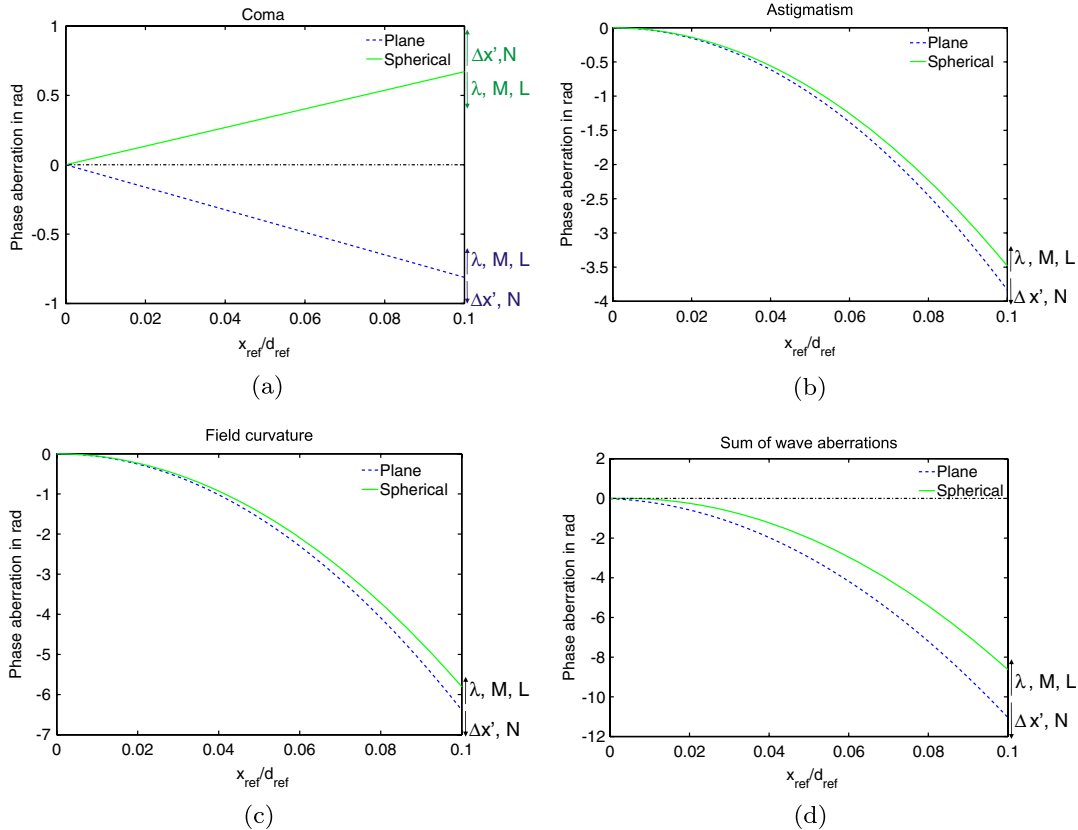 Coma
Phase aberration in rad
1
0.5
0
-0.5
-1
Plane
Spherical
Δx', N
λ, M, L
λ, M, L
Δx', N
0 0.02 0.04 0.06 0.08 0.1
x_ref/d_ref
(a)
Astigmatism
Phase aberration in rad
0
-0.5
-1
-1.5
-2
-2.5
-3
-3.5
-4
Plane
Spherical
λ, M, L
Δ x', N
0 0.02 0.04 0.06 0.08 0.1
x_ref/d_ref
(b)
Field curvature
Phase aberration in rad
0
-1
-2
-3
-4
-5
-6
-7
Plane
Spherical
λ, M, L
Δx', N
0 0.02 0.04 0.06 0.08 0.1
x_ref/d_ref
(c)
Sum of wave aberrations
Phase aberration in rad
2
0
-2
-4
-6
-8
-10
-12
Plane
Spherical
λ, M, L
Δ x', N
0 0.02 0.04 0.06 0.08 0.1
x_ref/d_ref
(d)